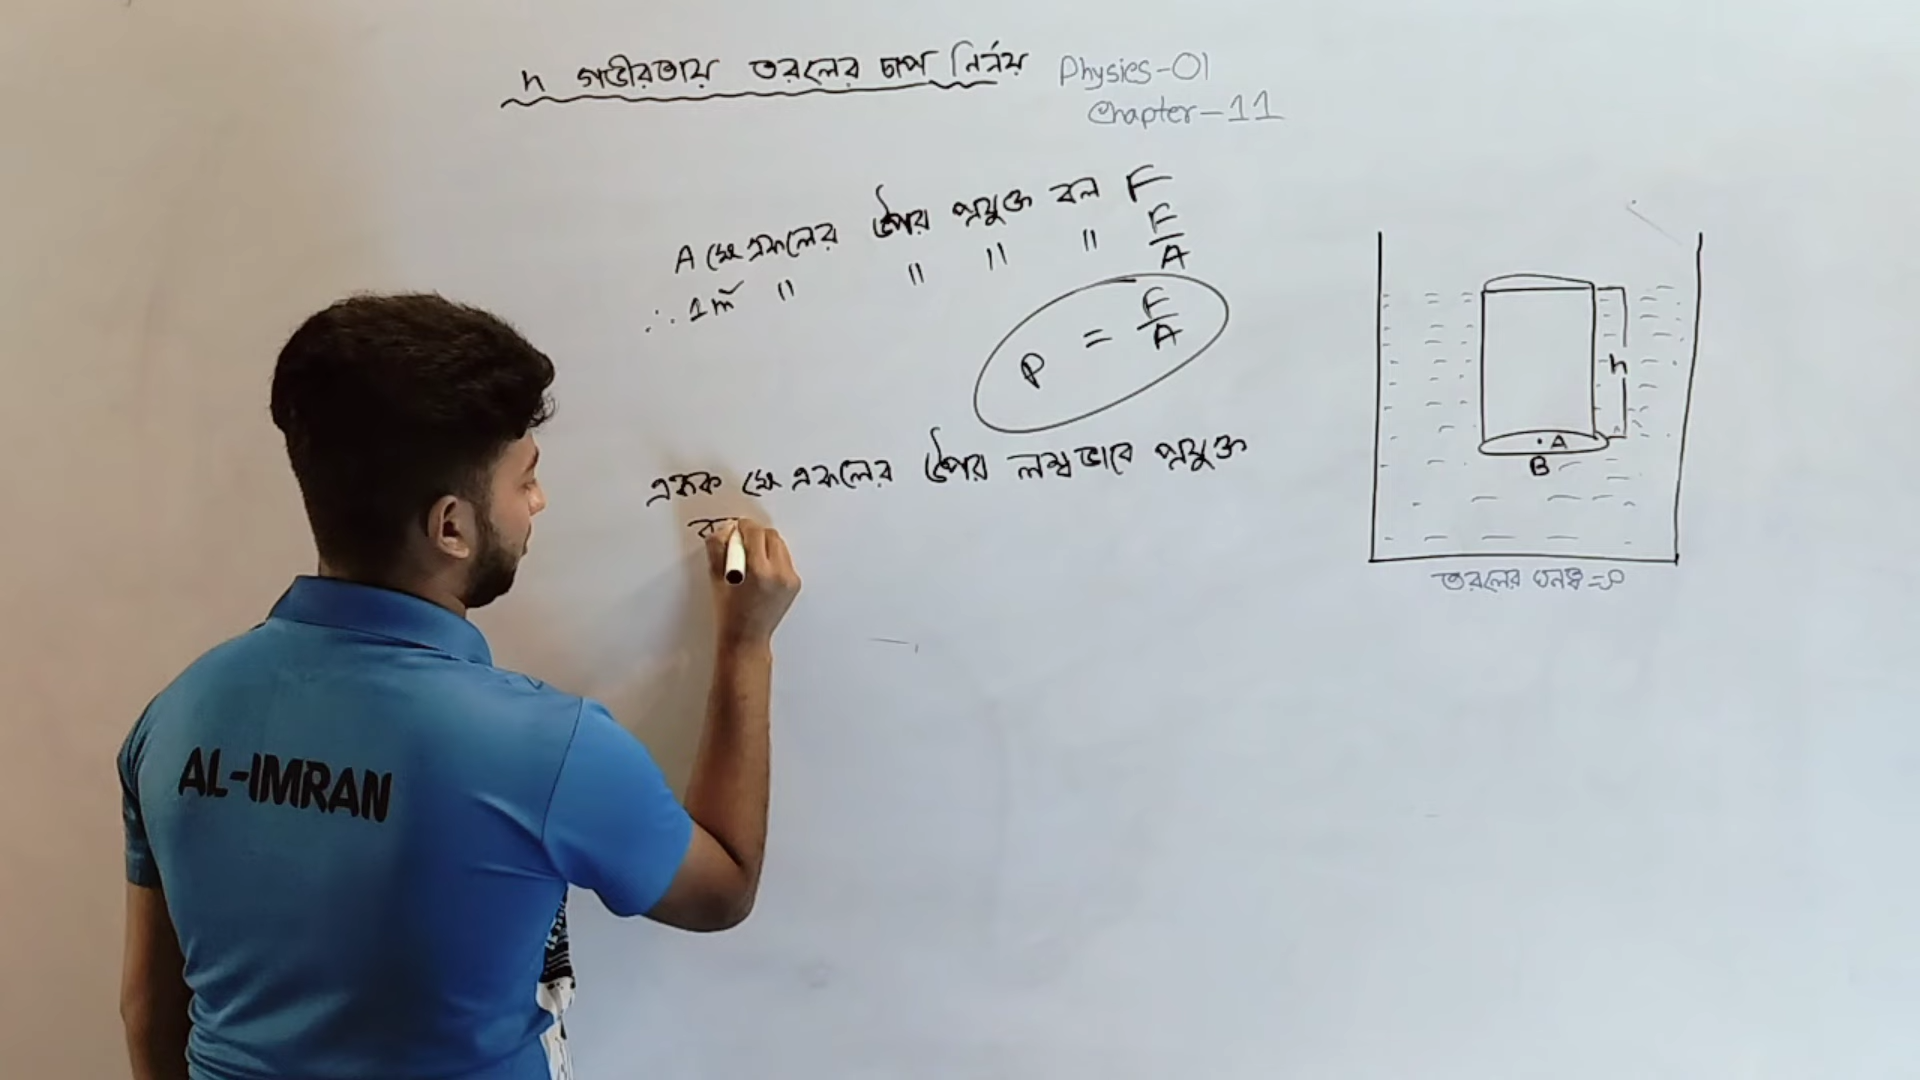 h গভীরতায় তরলের চাপ নির্ণয়
Physics-01
Chapter-11
A ক্ষেত্রফলের উপর প্রযুক্ত বল F
∴ 1m² " " " " F/A
P = F/A
একক ক্ষেত্রফলের উপর লম্বভাবে প্রযুক্ত
ব
h
A
B
তরলের ঘনত্ব = ρ
AL-IMRAN